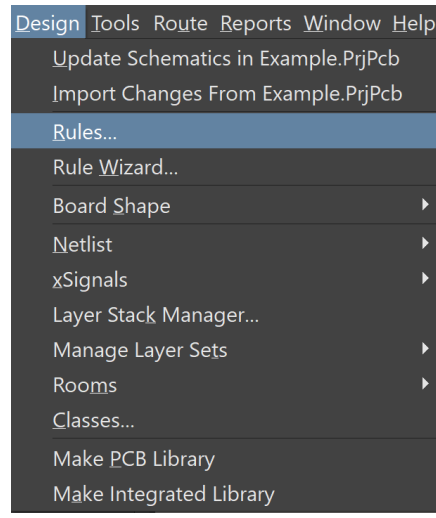 Design Tools Route Reports Window Help
Update Schematics in Example.PrjPcb
Import Changes From Example.PrjPcb
Rules...
Rule Wizard...
Board Shape
Netlist
xSignals
Layer Stack Manager...
Manage Layer Sets
Rooms
Classes...
Make PCB Library
Make Integrated Library